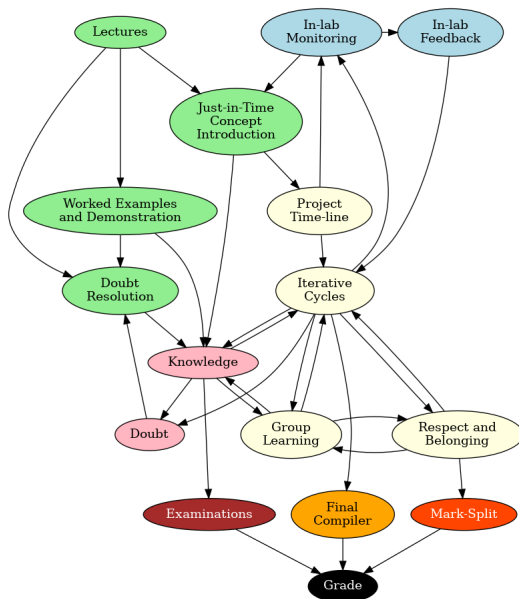 Lectures
In-lab
Monitoring
In-lab
Feedback
Just-in-Time
Concept
Introduction
Worked Examples
and Demonstration
Project
Time-line
Doubt
Resolution
Iterative
Cycles
Knowledge
Doubt
Group
Learning
Respect and
Belonging
Examinations
Final
Compiler
Mark-Split
Grade